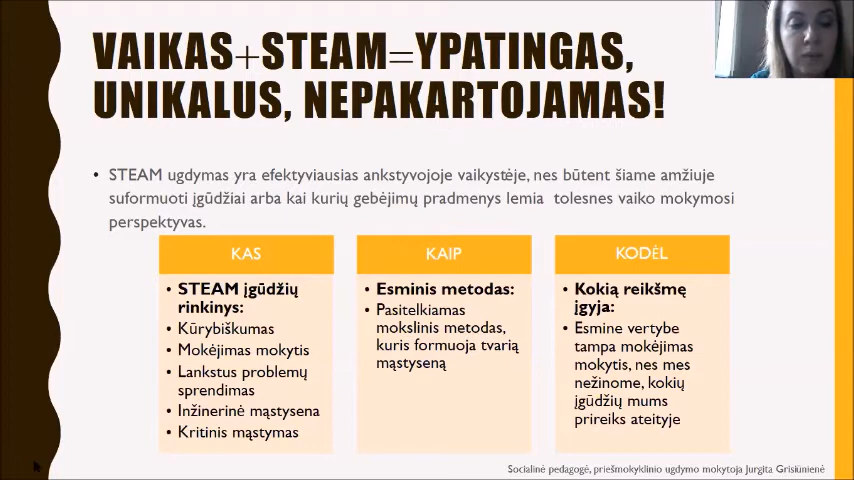 VAIKAS+STEAM=YPATINGAS,
UNIKALUS, NEPAKARTOJAMAS!
• STEAM ugdymas yra efektyviausias ankstyvojoje vaikystėje, nes būtent šiame amžiuje
suformuoti įgūdžiai arba kai kurių gebėjimų pradmenys lemia tolesnes vaiko mokymosi
perspektyvas.
KAS
• STEAM įgūdžių
rinkinys:
• Kūrybiškumas
• Mokėjimas mokytis
• Lankstus problemų
sprendimas
• Inžinerinė mąstysena
• Kritinis mąstymas
KAIP
• Esminis metodas:
• Pasitelkiamas
mokslinis metodas,
kuris formuoja tvarią
mąstyseną
KODĖL
• Kokią reikšmę
įgyja:
• Esmine vertybe
tampa mokėjimas
mokytis, nes mes
nežinome, kokių
įgūdžių mums
prireiks ateityje
Socialinė pedagogė, priešmokyklinio ugdymo mokytoja Jurgita Grisiūnienė